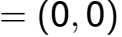 = (0, 0)